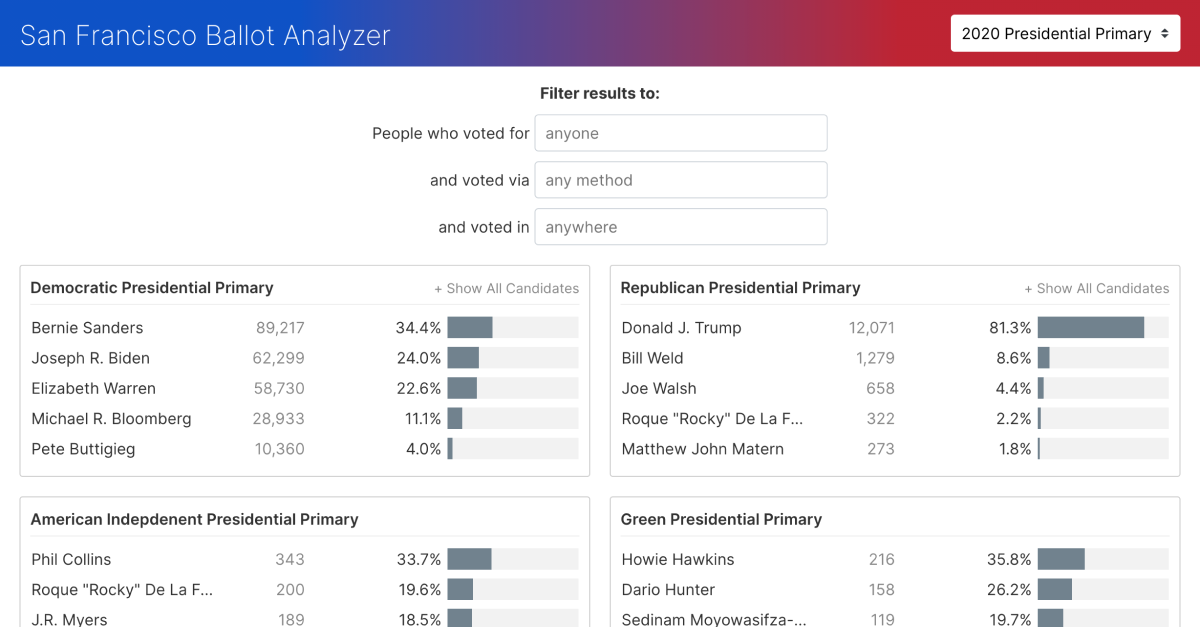 San Francisco Ballot Analyzer
2020 Presidential Primary
Filter results to:
People who voted for anyone
and voted via any method
and voted in anywhere
Democratic Presidential Primary + Show All Candidates
Bernie Sanders 89,217 34.4%
Joseph R. Biden 62,299 24.0%
Elizabeth Warren 58,730 22.6%
Michael R. Bloomberg 28,933 11.1%
Pete Buttigieg 10,360 4.0%
Republican Presidential Primary + Show All Candidates
Donald J. Trump 12,071 81.3%
Bill Weld 1,279 8.6%
Joe Walsh 658 4.4%
Roque "Rocky" De La F... 322 2.2%
Matthew John Matern 273 1.8%
American Indepdenent Presidential Primary
Phil Collins 343 33.7%
Roque "Rocky" De La F... 200 19.6%
J.R. Myers 189 18.5%
Green Presidential Primary
Howie Hawkins 216 35.8%
Dario Hunter 158 26.2%
Sedinam Moyowasifza-... 119 19.7%